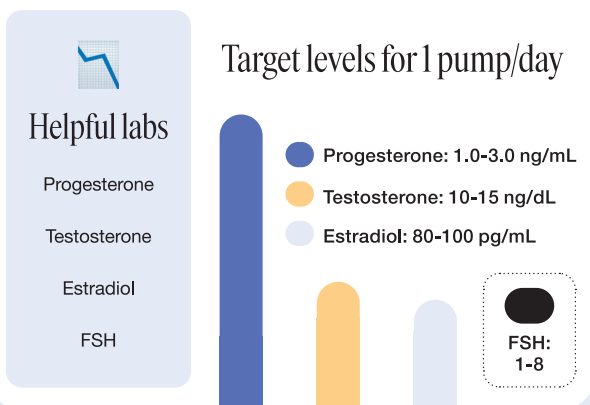 Helpful labs
Progesterone
Testosterone
Estradiol
FSH
Target levels for 1 pump/day
Progesterone: 1.0-3.0 ng/mL
Testosterone: 10-15 ng/dL
Estradiol: 80-100 pg/mL
FSH:
1-8